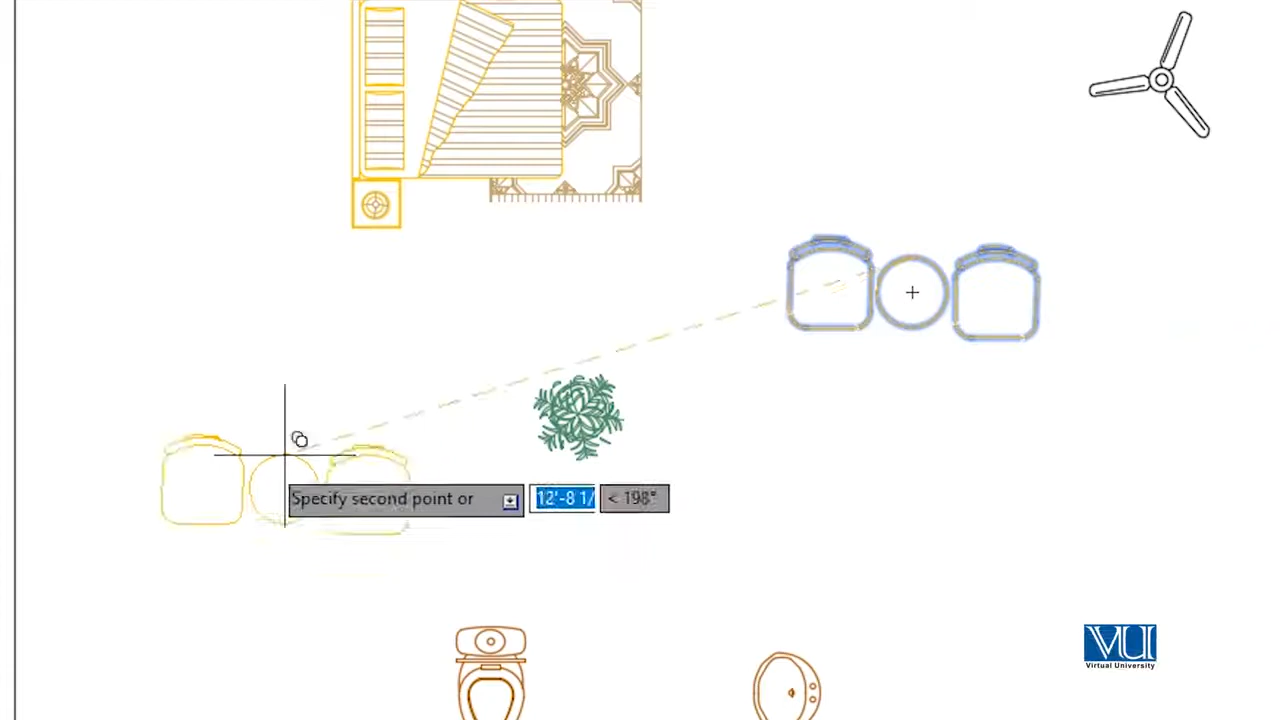 Specify second point or 12'-8 1/ < 198°
VU
Virtual University